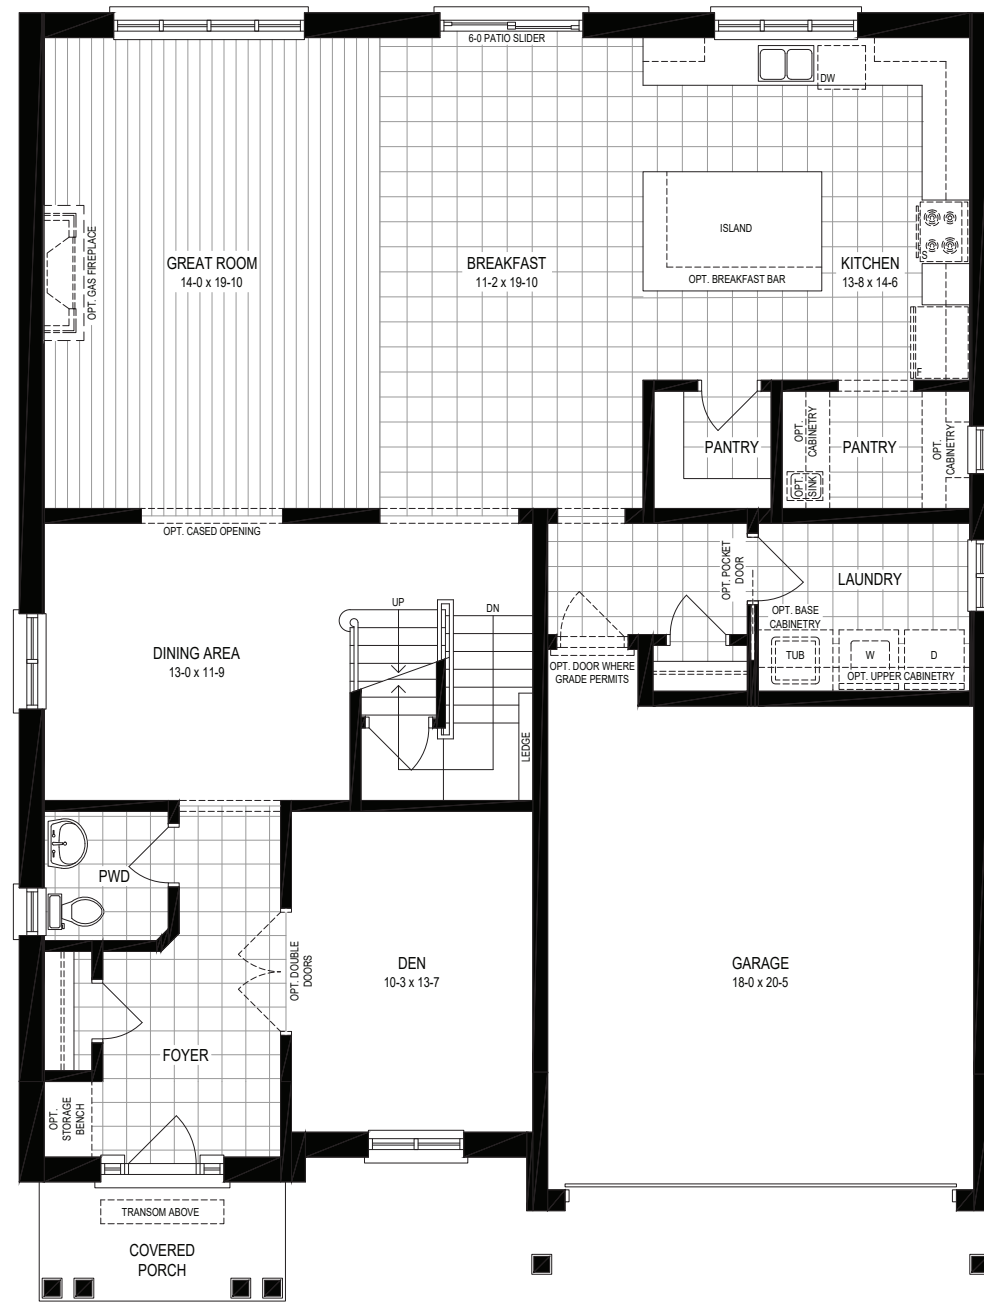 6-0 PATIO SLIDER
DW
ISLAND
OPT. BREAKFAST BAR
S
F
GREAT ROOM
14-0 x 19-10
OPT. GAS FIREPLACE
BREAKFAST
11-2 x 19-10
KITCHEN
13-8 x 14-6
PANTRY
OPT.
CABINETRY
OPT.
SINK
PANTRY
OPT.
CABINETRY
OPT. CASED OPENING
UP
DN
OPT. POCKET
DOOR
LAUNDRY
OPT. BASE
CABINETRY
TUB
W
D
OPT. UPPER CABINETRY
DINING AREA
13-0 x 11-9
OPT. DOOR WHERE
GRADE PERMITS
LEDGE
PWD
OPT. DOUBLE
DOORS
DEN
10-3 x 13-7
GARAGE
18-0 x 20-5
FOYER
OPT.
STORAGE
BENCH
TRANSOM ABOVE
COVERED
PORCH